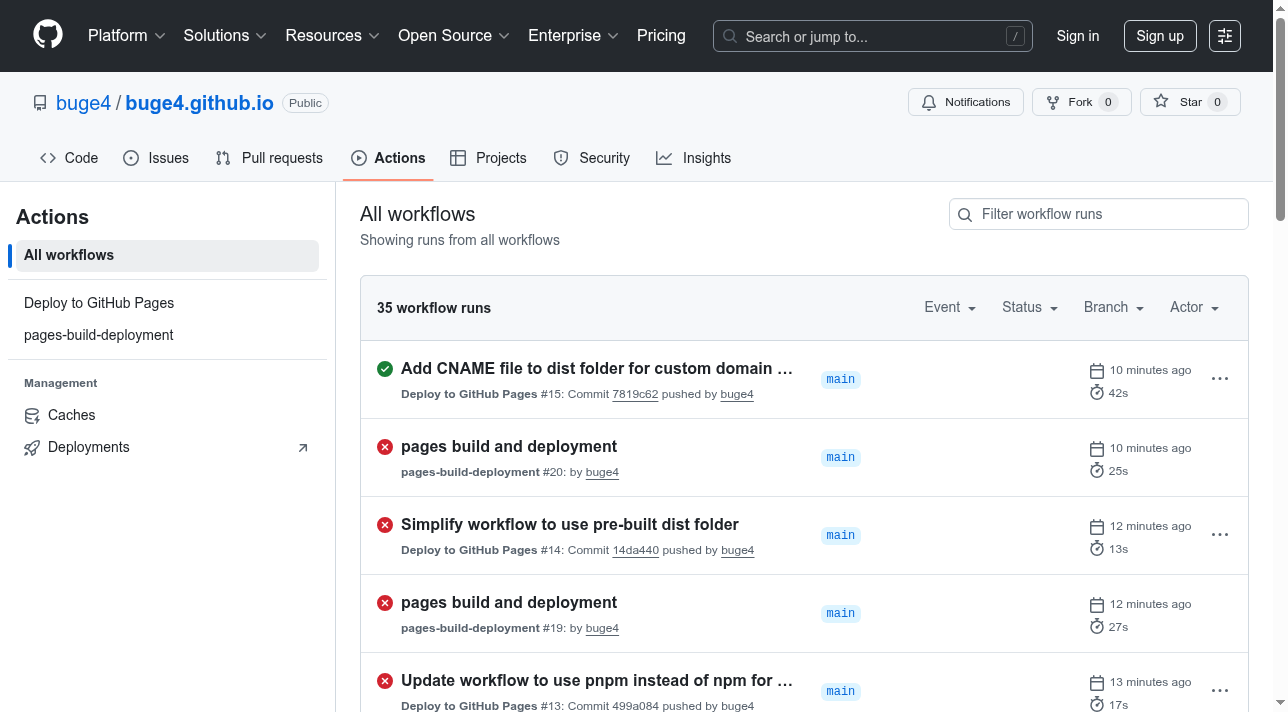 Platform Solutions Resources Open Source Enterprise Pricing Search or jump to... / Sign in Sign up
buge4 / buge4.github.io Public Notifications Fork 0 Star 0
Code Issues Pull requests Actions Projects Security Insights
Actions
All workflows
Deploy to GitHub Pages
pages-build-deployment
Management
Caches
Deployments
All workflows
Filter workflow runs
Showing runs from all workflows
35 workflow runs Event Status Branch Actor
Add CNAME file to dist folder for custom domain …
Deploy to GitHub Pages #15: Commit 7819c62 pushed by buge4
main
10 minutes ago
42s
pages build and deployment
pages-build-deployment #20: by buge4
main
10 minutes ago
25s
Simplify workflow to use pre-built dist folder
Deploy to GitHub Pages #14: Commit 14da440 pushed by buge4
main
12 minutes ago
13s
pages build and deployment
pages-build-deployment #19: by buge4
main
12 minutes ago
27s
Update workflow to use pnpm instead of npm for …
Deploy to GitHub Pages #13: Commit 499a084 pushed by buge4
main
13 minutes ago
17s